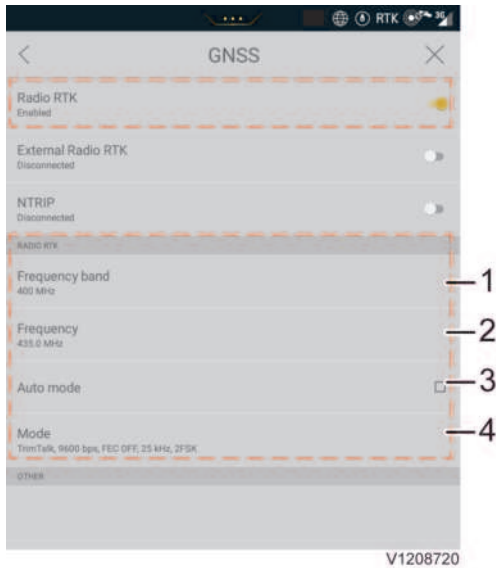 RTK 3G
GNSS
Radio RTK
Enabled
External Radio RTK
Disconnected
NTRIP
Disconnected
RADIO RTK
Frequency band
400 MHz
1
Frequency
435.0 MHz
2
Auto mode
3
Mode
TrimTalk, 9600 bps, FEC OFF, 25 kHz, 2FSK
4
OTHER
V1208720